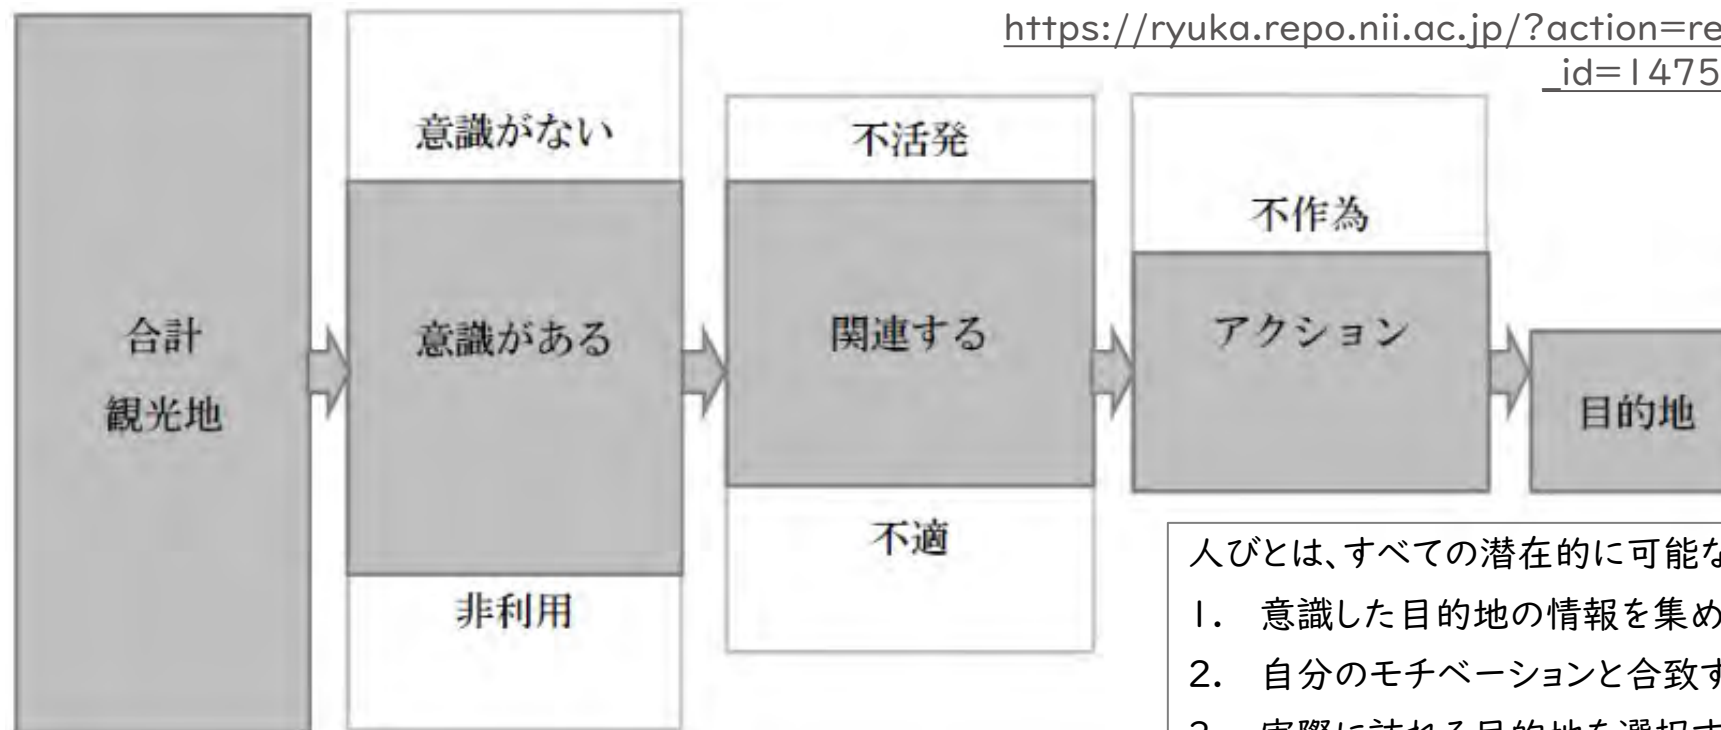 https://ryuka.repo.nii.ac.jp/?action=re
_id=1475
意識がない
不活発
不作為
合計
観光地
意識がある
関連する
アクション
目的地
不適
非利用
人びとは、すべての潜在的に可能な
1. 意識した目的地の情報を集め
2. 自分のモチベーションと合致す